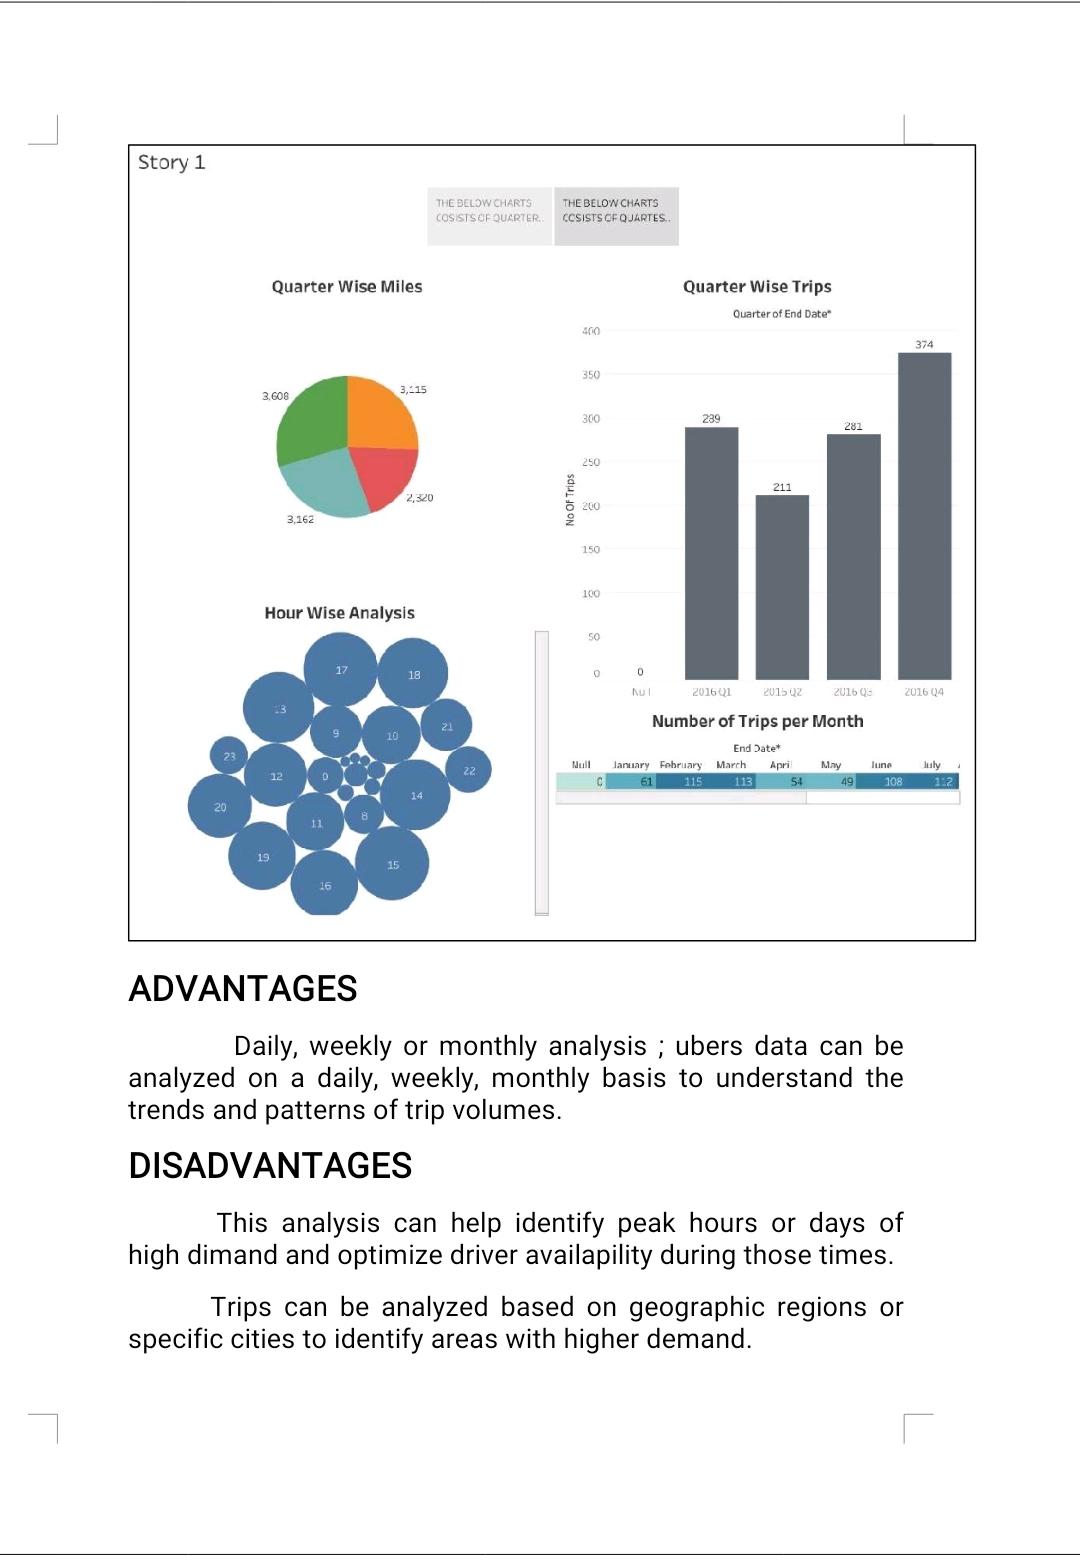 Story 1
THE BELOW CHARTS
COSISTS OF QUARTER..
THE BELOW CHARTS
COSISTS OF QUARTES..
Quarter Wise Miles
3,608
3,115
2,320
3,162
Quarter Wise Trips
Quarter of End Date*
No Of Trips
400
350
300
250
200
150
100
50
0
0
289
211
281
374
Null
2016 Q1
2016 Q2
2016 Q3
2016 Q4
Hour Wise Analysis
17
18
13
9
10
21
23
12
0
22
20
14
11
8
19
15
16
Number of Trips per Month
End Date*
Null January February March April May June July
0 61 115 113 54 49 108 112
ADVANTAGES
Daily, weekly or monthly analysis ; ubers data can be
analyzed on a daily, weekly, monthly basis to understand the
trends and patterns of trip volumes.
DISADVANTAGES
This analysis can help identify peak hours or days of
high dimand and optimize driver availapility during those times.
Trips can be analyzed based on geographic regions or
specific cities to identify areas with higher demand.